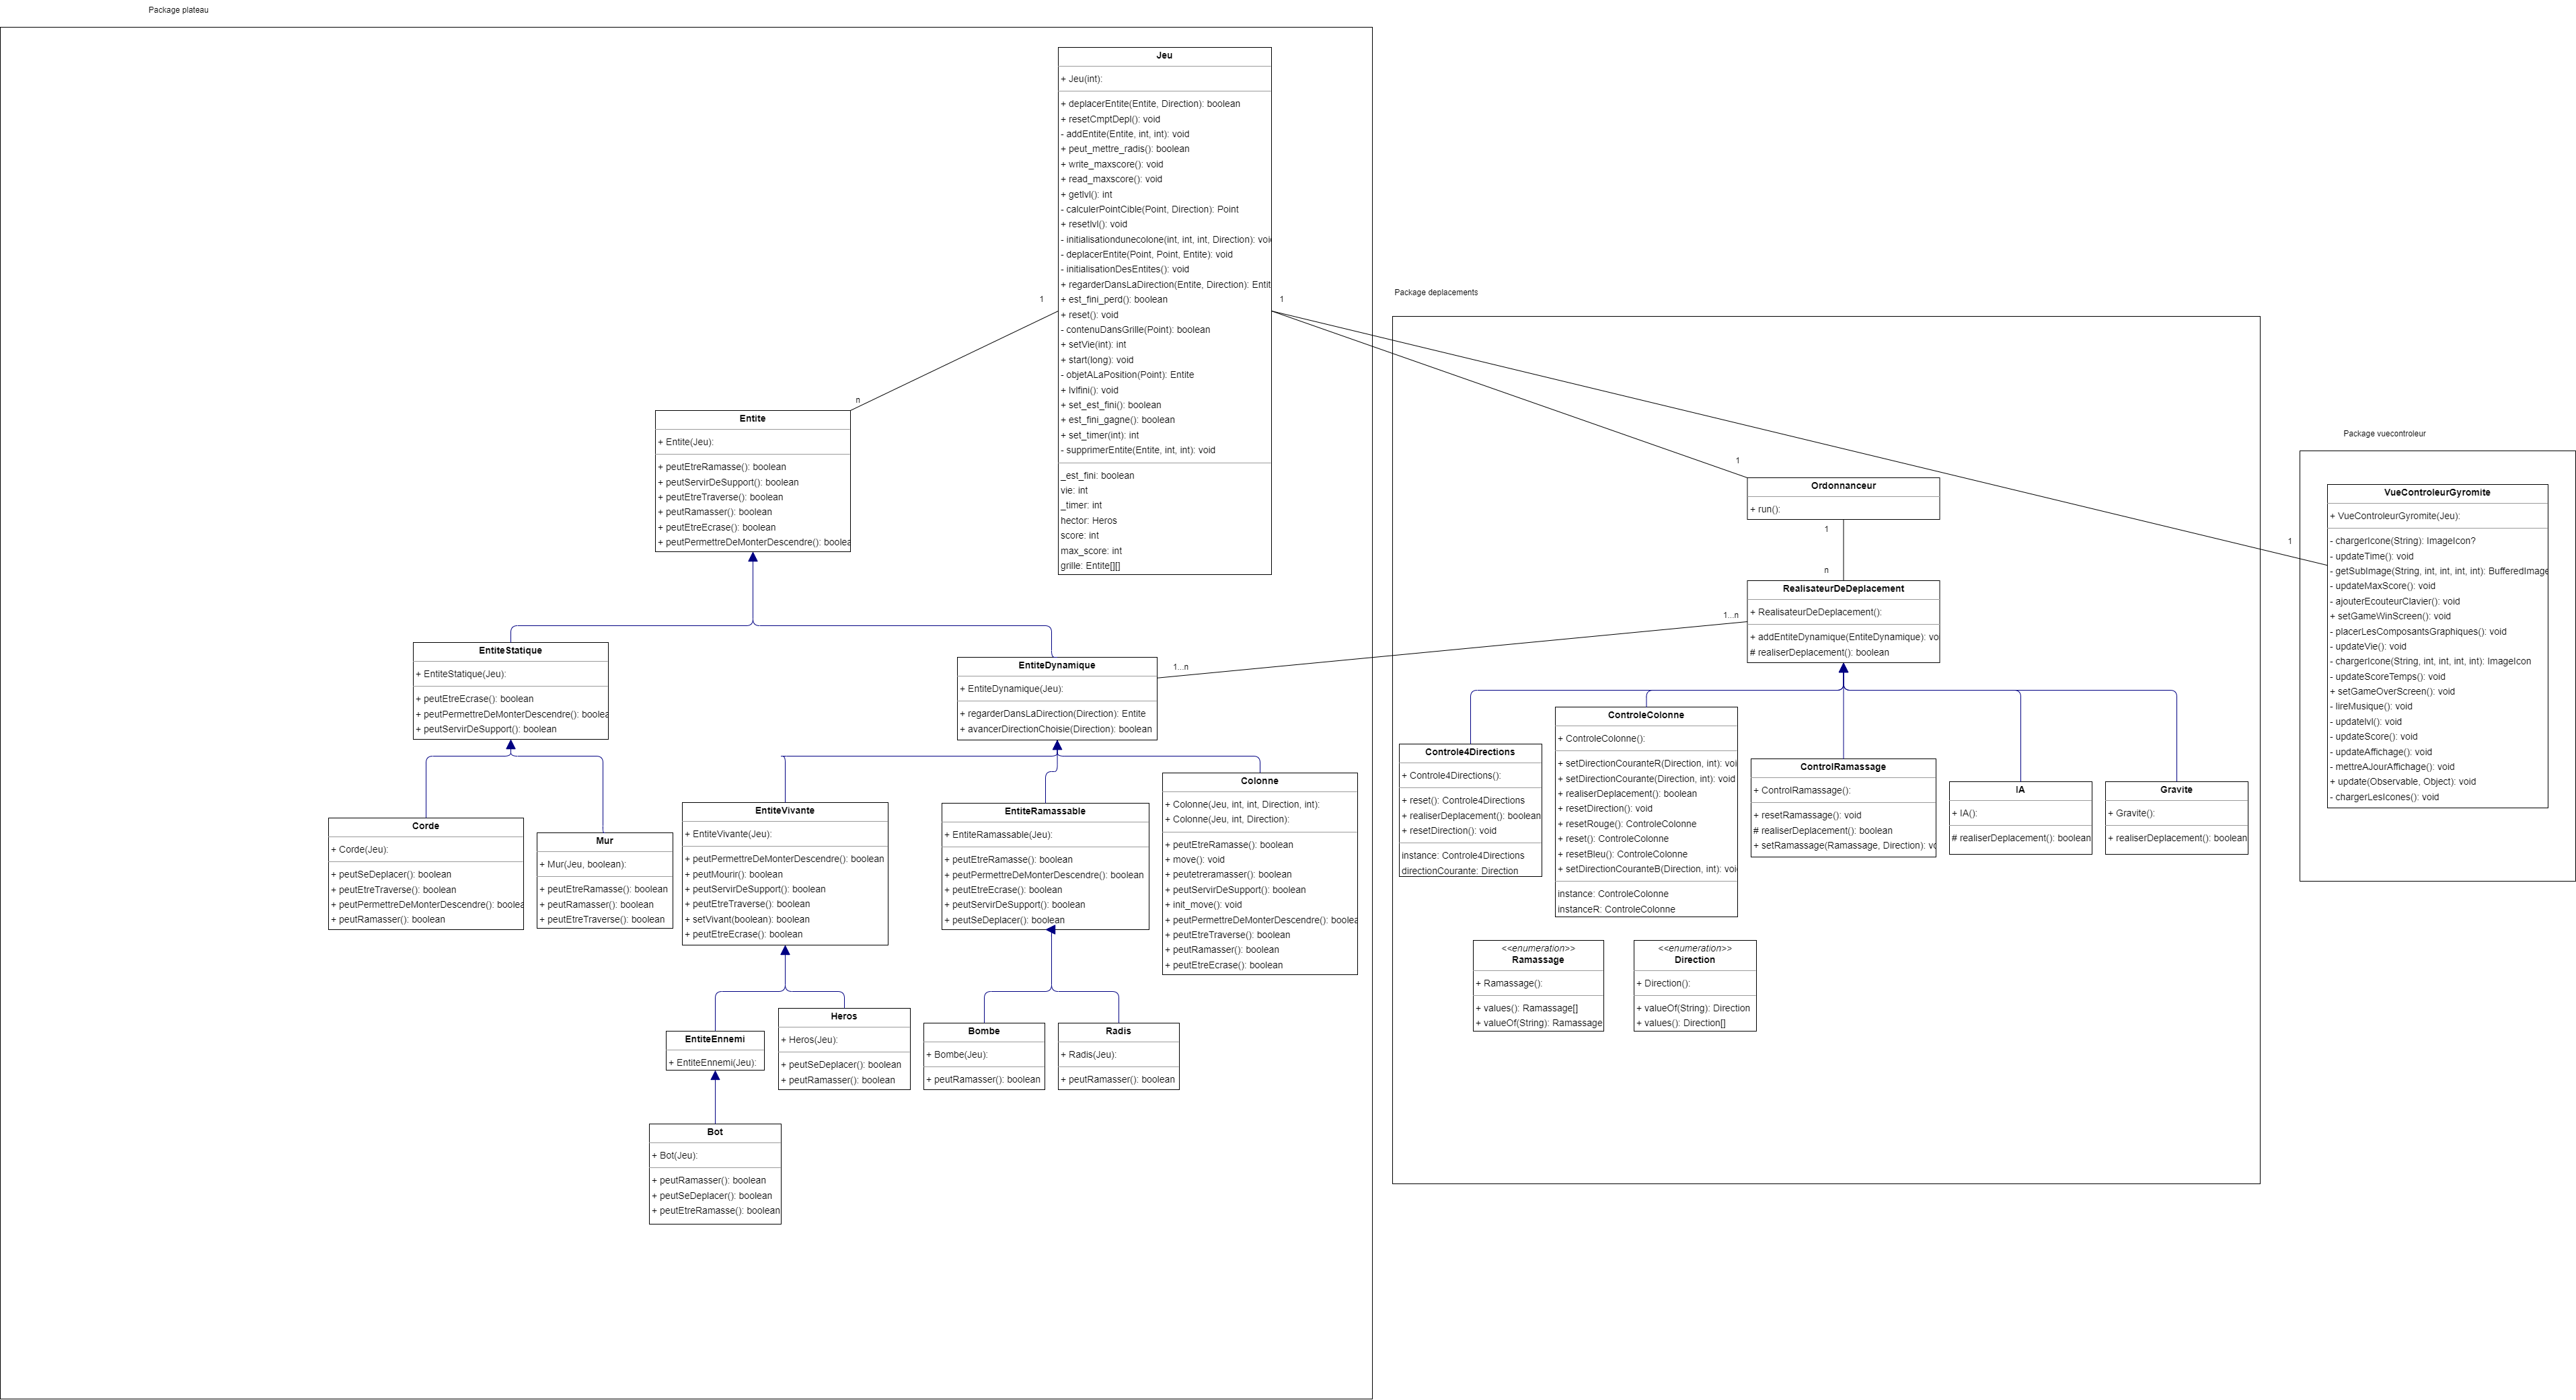 Package plateau
Jeu
+ Jeu(int):
+ deplacerEntite(Entite, Direction): boolean
+ resetCmptDepl(): void
- addEntite(Entite, int, int): void
+ peut_mettre_radis(): boolean
+ write_maxscore(): void
+ read_maxscore(): void
+ getlvl(): int
- calculerPointCible(Point, Direction): Point
+ resetlvl(): void
- initialisationdunecolone(int, int, int, Direction): voi
- deplacerEntite(Point, Point, Entite): void
- initialisationDesEntites(): void
+ regarderDansLaDirection(Entite, Direction): Entit
+ est_fini_perd(): boolean
+ reset(): void
- contenuDansGrille(Point): boolean
+ setVie(int): int
+ start(long): void
- objetALaPosition(Point): Entite
+ lvlfini(): void
+ set_est_fini(): boolean
+ est_fini_gagne(): boolean
+ set_timer(int): int
- supprimerEntite(Entite, int, int): void
_est_fini: boolean
vie: int
_timer: int
hector: Heros
score: int
max_score: int
grille: Entite[][]
1
1
n
Entite
+ Entite(Jeu):
+ peutEtreRamasse(): boolean
+ peutServirDeSupport(): boolean
+ peutEtreTraverse(): boolean
+ peutRamasser(): boolean
+ peutEtreEcrase(): boolean
+ peutPermettreDeMonterDescendre(): boolea
EntiteStatique
+ EntiteStatique(Jeu):
+ peutEtreEcrase(): boolean
+ peutPermettreDeMonterDescendre(): boolea
+ peutServirDeSupport(): boolean
EntiteDynamique
+ EntiteDynamique(Jeu):
+ regarderDansLaDirection(Direction): Entite
+ avancerDirectionChoisie(Direction): boolean
1...n
Corde
+ Corde(Jeu):
+ peutSeDeplacer(): boolean
+ peutEtreTraverse(): boolean
+ peutPermettreDeMonterDescendre(): boolea
+ peutRamasser(): boolean
Mur
+ Mur(Jeu, boolean):
+ peutEtreRamasse(): boolean
+ peutRamasser(): boolean
+ peutEtreTraverse(): boolean
EntiteVivante
+ EntiteVivante(Jeu):
+ peutPermettreDeMonterDescendre(): boolean
+ peutMourir(): boolean
+ peutServirDeSupport(): boolean
+ peutEtreTraverse(): boolean
+ setVivant(boolean): boolean
+ peutEtreEcrase(): boolean
EntiteRamassable
+ EntiteRamassable(Jeu):
+ peutEtreRamasse(): boolean
+ peutPermettreDeMonterDescendre(): boolean
+ peutEtreEcrase(): boolean
+ peutServirDeSupport(): boolean
+ peutSeDeplacer(): boolean
Colonne
+ Colonne(Jeu, int, int, Direction, int):
+ Colonne(Jeu, int, Direction):
+ peutEtreRamasse(): boolean
+ move(): void
+ peutetreramasser(): boolean
+ peutServirDeSupport(): boolean
+ init_move(): void
+ peutPermettreDeMonterDescendre(): boolea
+ peutEtreTraverse(): boolean
+ peutRamasser(): boolean
+ peutEtreEcrase(): boolean
EntiteEnnemi
+ EntiteEnnemi(Jeu):
Heros
+ Heros(Jeu):
+ peutSeDeplacer(): boolean
+ peutRamasser(): boolean
Bombe
+ Bombe(Jeu):
+ peutRamasser(): boolean
Radis
+ Radis(Jeu):
+ peutRamasser(): boolean
Bot
+ Bot(Jeu):
+ peutRamasser(): boolean
+ peutSeDeplacer(): boolean
+ peutEtreRamasse(): boolean
Package deplacements
1
Ordonnanceur
+ run():
1
n
RealisateurDeDeplacement
+ RealisateurDeDeplacement():
+ addEntiteDynamique(EntiteDynamique): vo
# realiserDeplacement(): boolean
1...n
Controle4Directions
+ Controle4Directions():
+ reset(): Controle4Directions
+ realiserDeplacement(): boolean
+ resetDirection(): void
instance: Controle4Directions
directionCourante: Direction
ControleColonne
+ ControleColonne():
+ setDirectionCouranteR(Direction, int): voi
+ setDirectionCourante(Direction, int): void
+ realiserDeplacement(): boolean
+ resetDirection(): void
+ resetRouge(): ControleColonne
+ reset(): ControleColonne
+ resetBleu(): ControleColonne
+ setDirectionCouranteB(Direction, int): voi
instance: ControleColonne
instanceR: ControleColonne
ControlRamassage
+ ControlRamassage():
+ resetRamassage(): void
# realiserDeplacement(): boolean
+ setRamassage(Ramassage, Direction): vo
IA
+ IA():
# realiserDeplacement(): boolean
Gravite
+ Gravite():
+ realiserDeplacement(): boolean
<<enumeration>>
Ramassage
+ Ramassage():
+ values(): Ramassage[]
+ valueOf(String): Ramassage
<<enumeration>>
Direction
+ Direction():
+ valueOf(String): Direction
+ values(): Direction[]
Package vuecontroleur
1
VueControleurGyromite
+ VueControleurGyromite(Jeu):
- chargerIcone(String): ImageIcon?
- updateTime(): void
- getSubImage(String, int, int, int, int): BufferedImage
- updateMaxScore(): void
- ajouterEcouteurClavier(): void
+ setGameWinScreen(): void
- placerLesComposantsGraphiques(): void
- updateVie(): void
- chargerIcone(String, int, int, int, int): ImageIcon
- updateScoreTemps(): void
+ setGameOverScreen(): void
- lireMusique(): void
- updatelvl(): void
- updateScore(): void
- updateAffichage(): void
- mettreAJourAffichage(): void
+ update(Observable, Object): void
- chargerLesIcones(): void